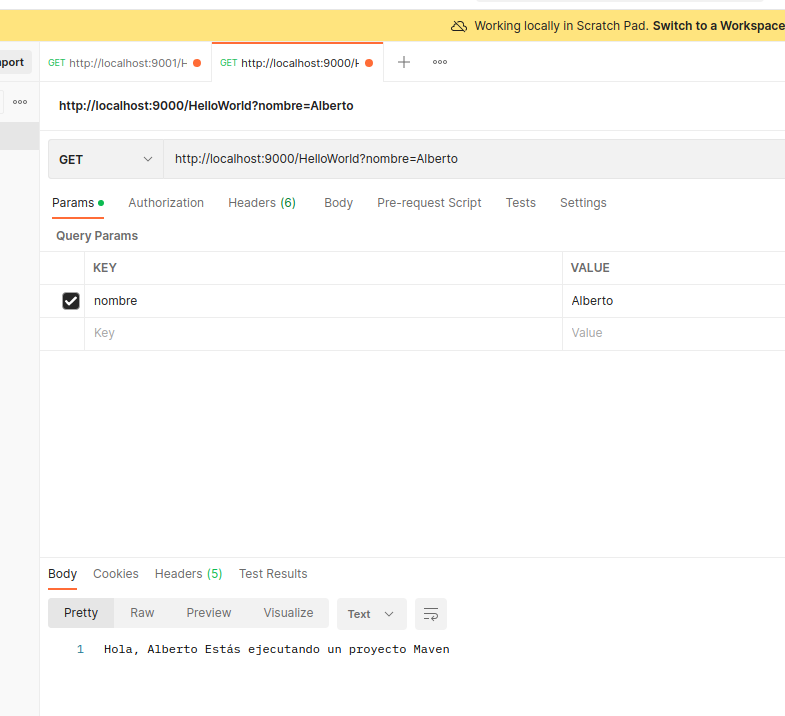 Working locally in Scratch Pad. Switch to a Workspace
port
GET http://localhost:9001/H
GET http://localhost:9000/H
http://localhost:9000/HelloWorld?nombre=Alberto
GET http://localhost:9000/HelloWorld?nombre=Alberto
Params Authorization Headers (6) Body Pre-request Script Tests Settings
Query Params
KEY VALUE
nombre Alberto
Key Value
Body Cookies Headers (5) Test Results
Pretty Raw Preview Visualize Text
1 Hola, Alberto Estás ejecutando un proyecto Maven